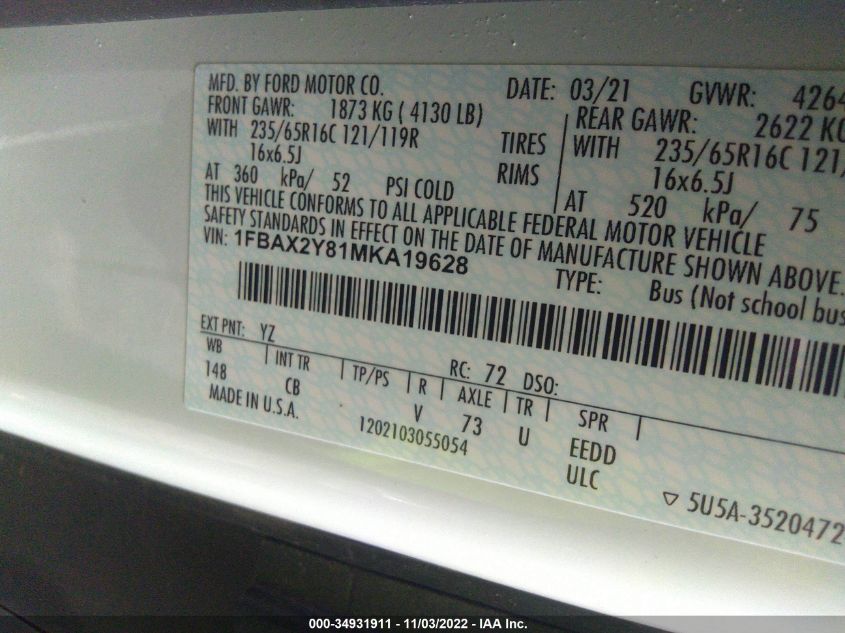 MFD. BY FORD MOTOR CO.
DATE: 03/21 GVWR: 4264
FRONT GAWR: 1873 KG ( 4130 LB)
REAR GAWR: 2622 KG
WITH 235/65R16C 121/119R TIRES
WITH 235/65R16C 121/
16x6.5J RIMS
16x6.5J
AT 360 kPa/ 52 PSI COLD
AT 520 kPa/ 75
THIS VEHICLE CONFORMS TO ALL APPLICABLE FEDERAL MOTOR VEHICLE
SAFETY STANDARDS IN EFFECT ON THE DATE OF MANUFACTURE SHOWN ABOVE.
VIN: 1FBAX2Y81MKA19628
TYPE: Bus (Not school bus
EXT PNT: YZ RC: 72 DSO:
WB INT TR TP/PS R AXLE TR SPR
148 CB V 73 U EEDD
MADE IN U.S.A. 1202103055054 ULC
▽ 5U5A-3520472
000-34931911 - 11/03/2022 - IAA Inc.